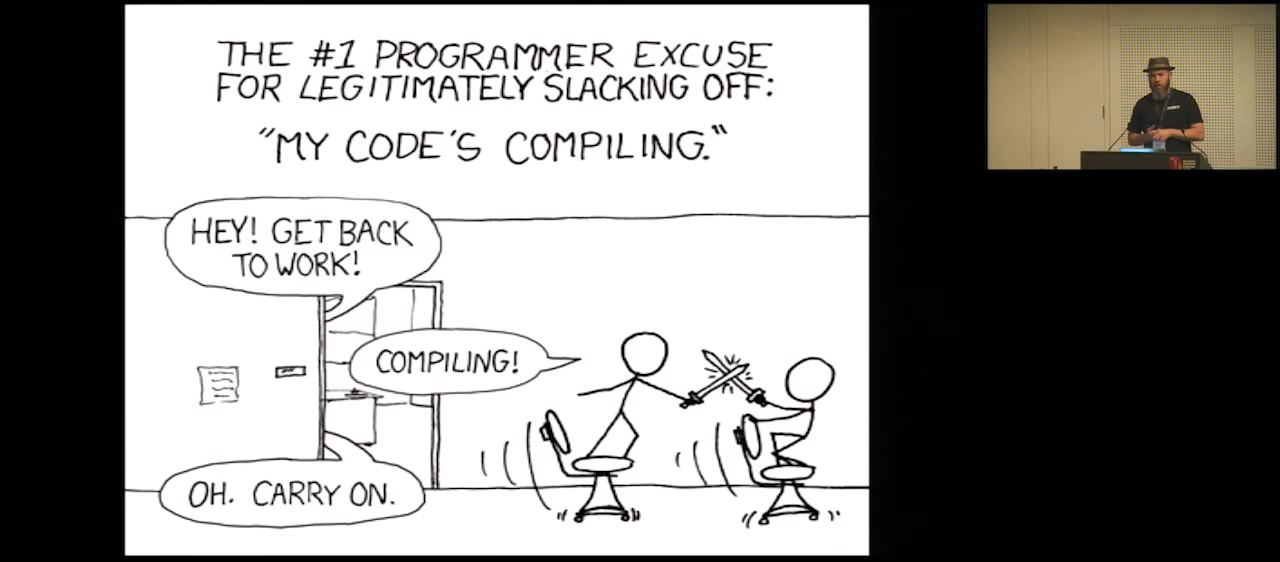 THE #1 PROGRAMMER EXCUSE
FOR LEGITIMATELY SLACKING OFF:
"MY CODE'S COMPILING."
HEY! GET BACK
TO WORK!
COMPILING!
OH. CARRY ON.